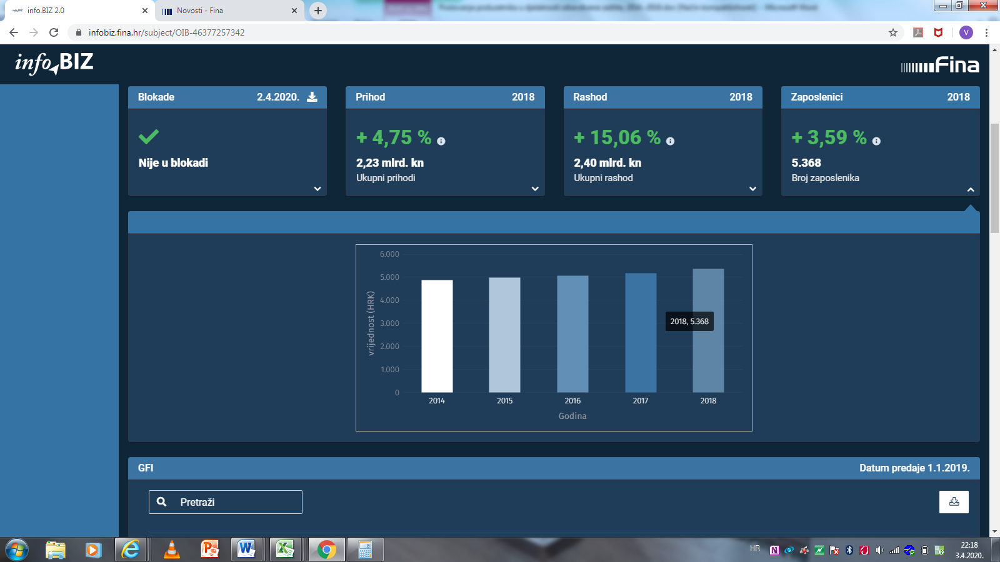 info.BIZ 2.0
Novosti - Fina
infobiz.fina.hr/subject/OIB-46377257342
V
info.BIZ
Fina
Blokade 2.4.2020.
Nije u blokadi
Prihod 2018
+ 4,75 %
2,23 mlrd. kn
Ukupni prihodi
Rashod 2018
+ 15,06 %
2,40 mlrd. kn
Ukupni rashod
Zaposlenici 2018
+ 3,59 %
5.368
Broj zaposlenika
6.000
5.000
4.000
3.000
2.000
1.000
0
vrijednost (HRK)
2018, 5.368
2014 2015 2016 2017 2018
Godina
GFI Datum predaje 1.1.2019.
Pretraži
HR
22:18
3.4.2020.